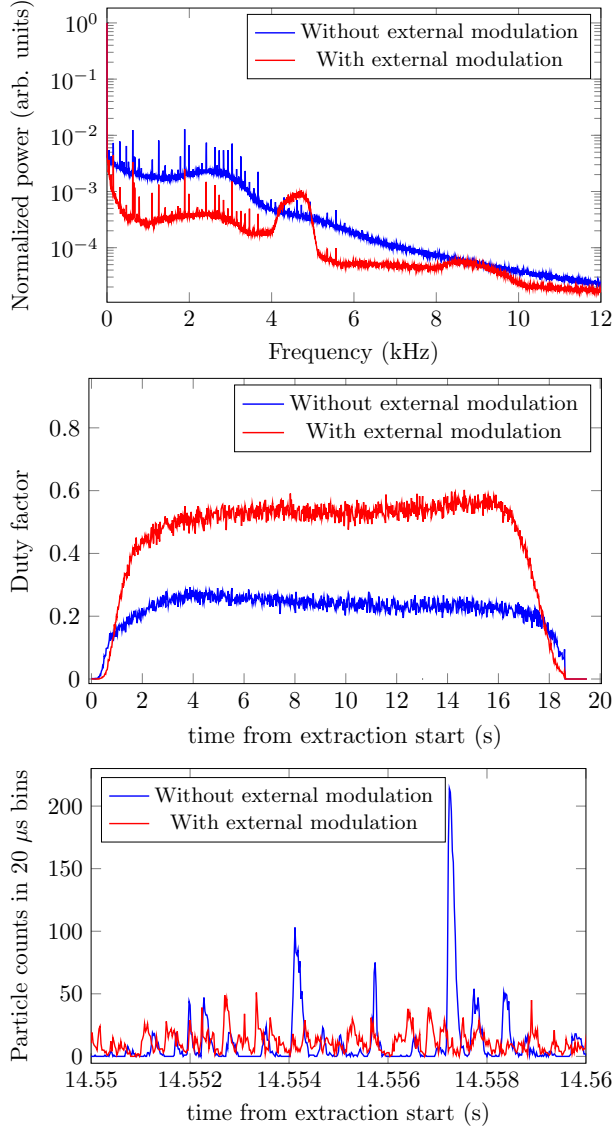 Normalized power (arb. units)
10⁰
10⁻¹
10⁻²
10⁻³
10⁻⁴
Without external modulation
With external modulation
0 2 4 6 8 10 12
Frequency (kHz)
Duty factor
0.8
0.6
0.4
0.2
0
Without external modulation
With external modulation
0 2 4 6 8 10 12 14 16 18 20
time from extraction start (s)
Particle counts in 20 μs bins
200
150
100
50
0
Without external modulation
With external modulation
14.55 14.552 14.554 14.556 14.558 14.56
time from extraction start (s)